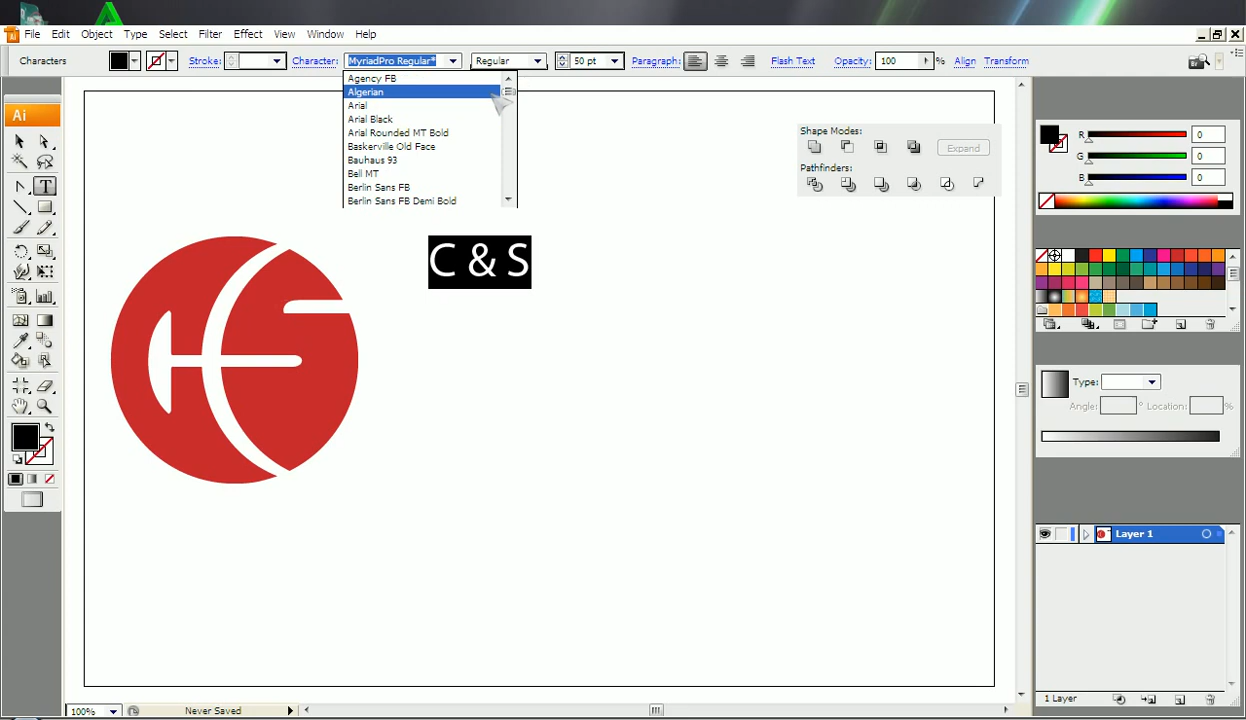 File Edit Object Type Select Filter Effect View Window Help
Characters Stroke: Character: MyriadPro Regular* Regular 50 pt Paragraph: Flash Text Opacity: 100 % Align Transform
Agency FB
Algerian
Arial
Arial Black
Arial Rounded MT Bold
Baskerville Old Face
Bauhaus 93
Bell MT
Berlin Sans FB
Berlin Sans FB Demi Bold
Ai
T
C & S
CS
Shape Modes:
Expand
Pathfinders:
R 0
G 0
B 0
Type:
Angle: Location: %
Layer 1
1 Layer
100% Never Saved